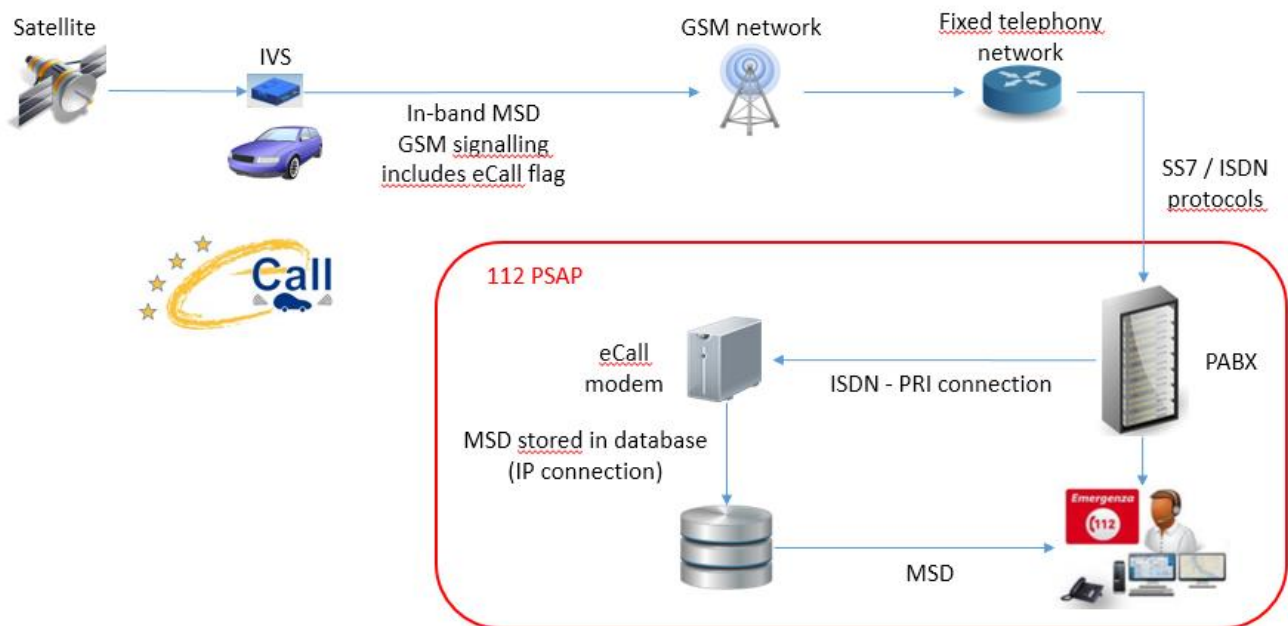 Satellite
IVS
GSM network
Fixed telephony
network
In-band MSD
GSM signalling
includes eCall flag
SS7 / ISDN
protocols
Call
112 PSAP
eCall
modem
ISDN - PRI connection
PABX
MSD stored in database
(IP connection)
Emergenza
112
MSD